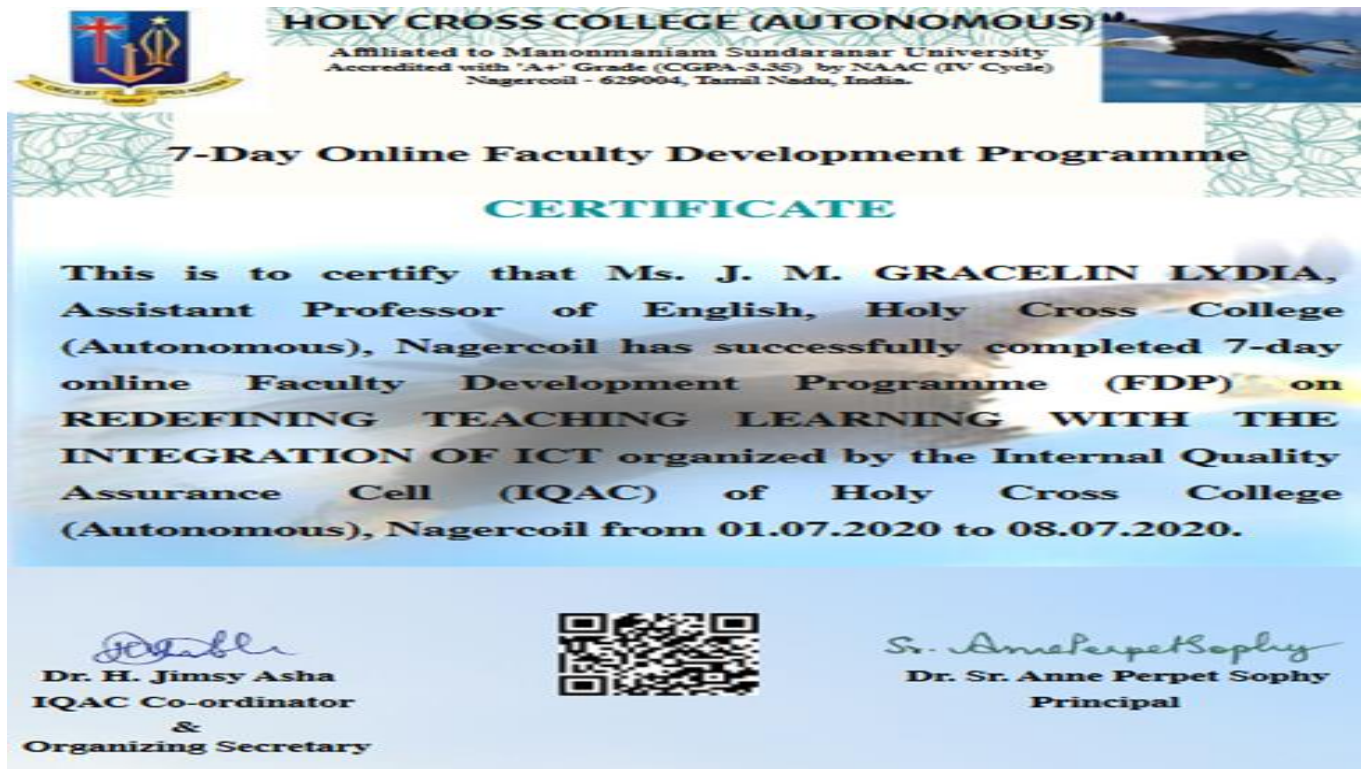 HOLY CROSS COLLEGE (AUTONOMOUS)
Affiliated to Manonmaniam Sundaranar University
Accredited with 'A+' Grade (CGPA-3.35) by NAAC (IV Cycle)
Nagercoil - 629004, Tamil Nadu, India.
7-Day Online Faculty Development Programme
CERTIFICATE
This is to certify that Ms. J. M. GRACELIN LYDIA,
Assistant Professor of English, Holy Cross College
(Autonomous), Nagercoil has successfully completed 7-day
online Faculty Development Programme (FDP) on
REDEFINING TEACHING LEARNING WITH THE
INTEGRATION OF ICT organized by the Internal Quality
Assurance Cell (IQAC) of Holy Cross College
(Autonomous), Nagercoil from 01.07.2020 to 08.07.2020.
Dr. H. Jimsy Asha
IQAC Co-ordinator
&
Organizing Secretary
Sr. AnnePerpetSophy
Dr. Sr. Anne Perpet Sophy
Principal